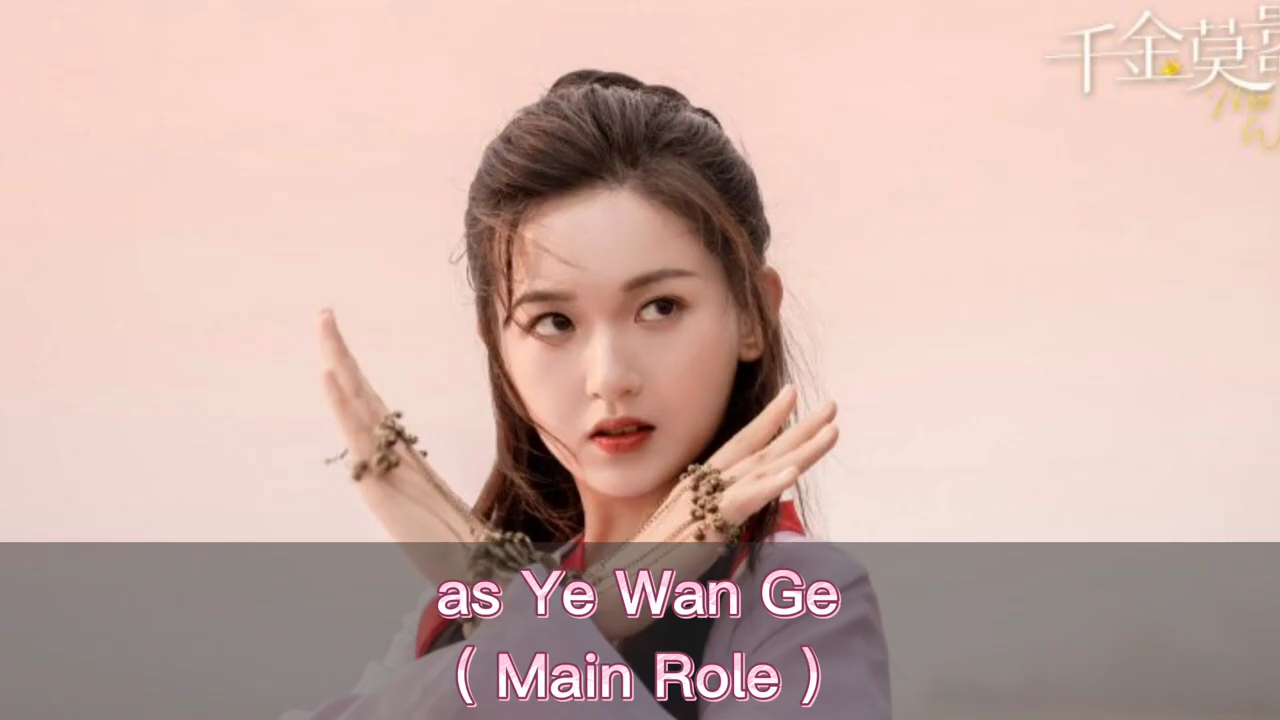 千金莫
as Ye Wan Ge
( Main Role )